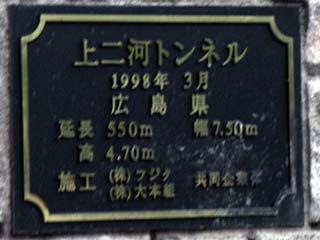 上二河トンネル
1998年 3月
広島県
延長 550m 幅 7.50m
高 4.70m
施工 (株)フジタ 共同企業体
(株)大本組